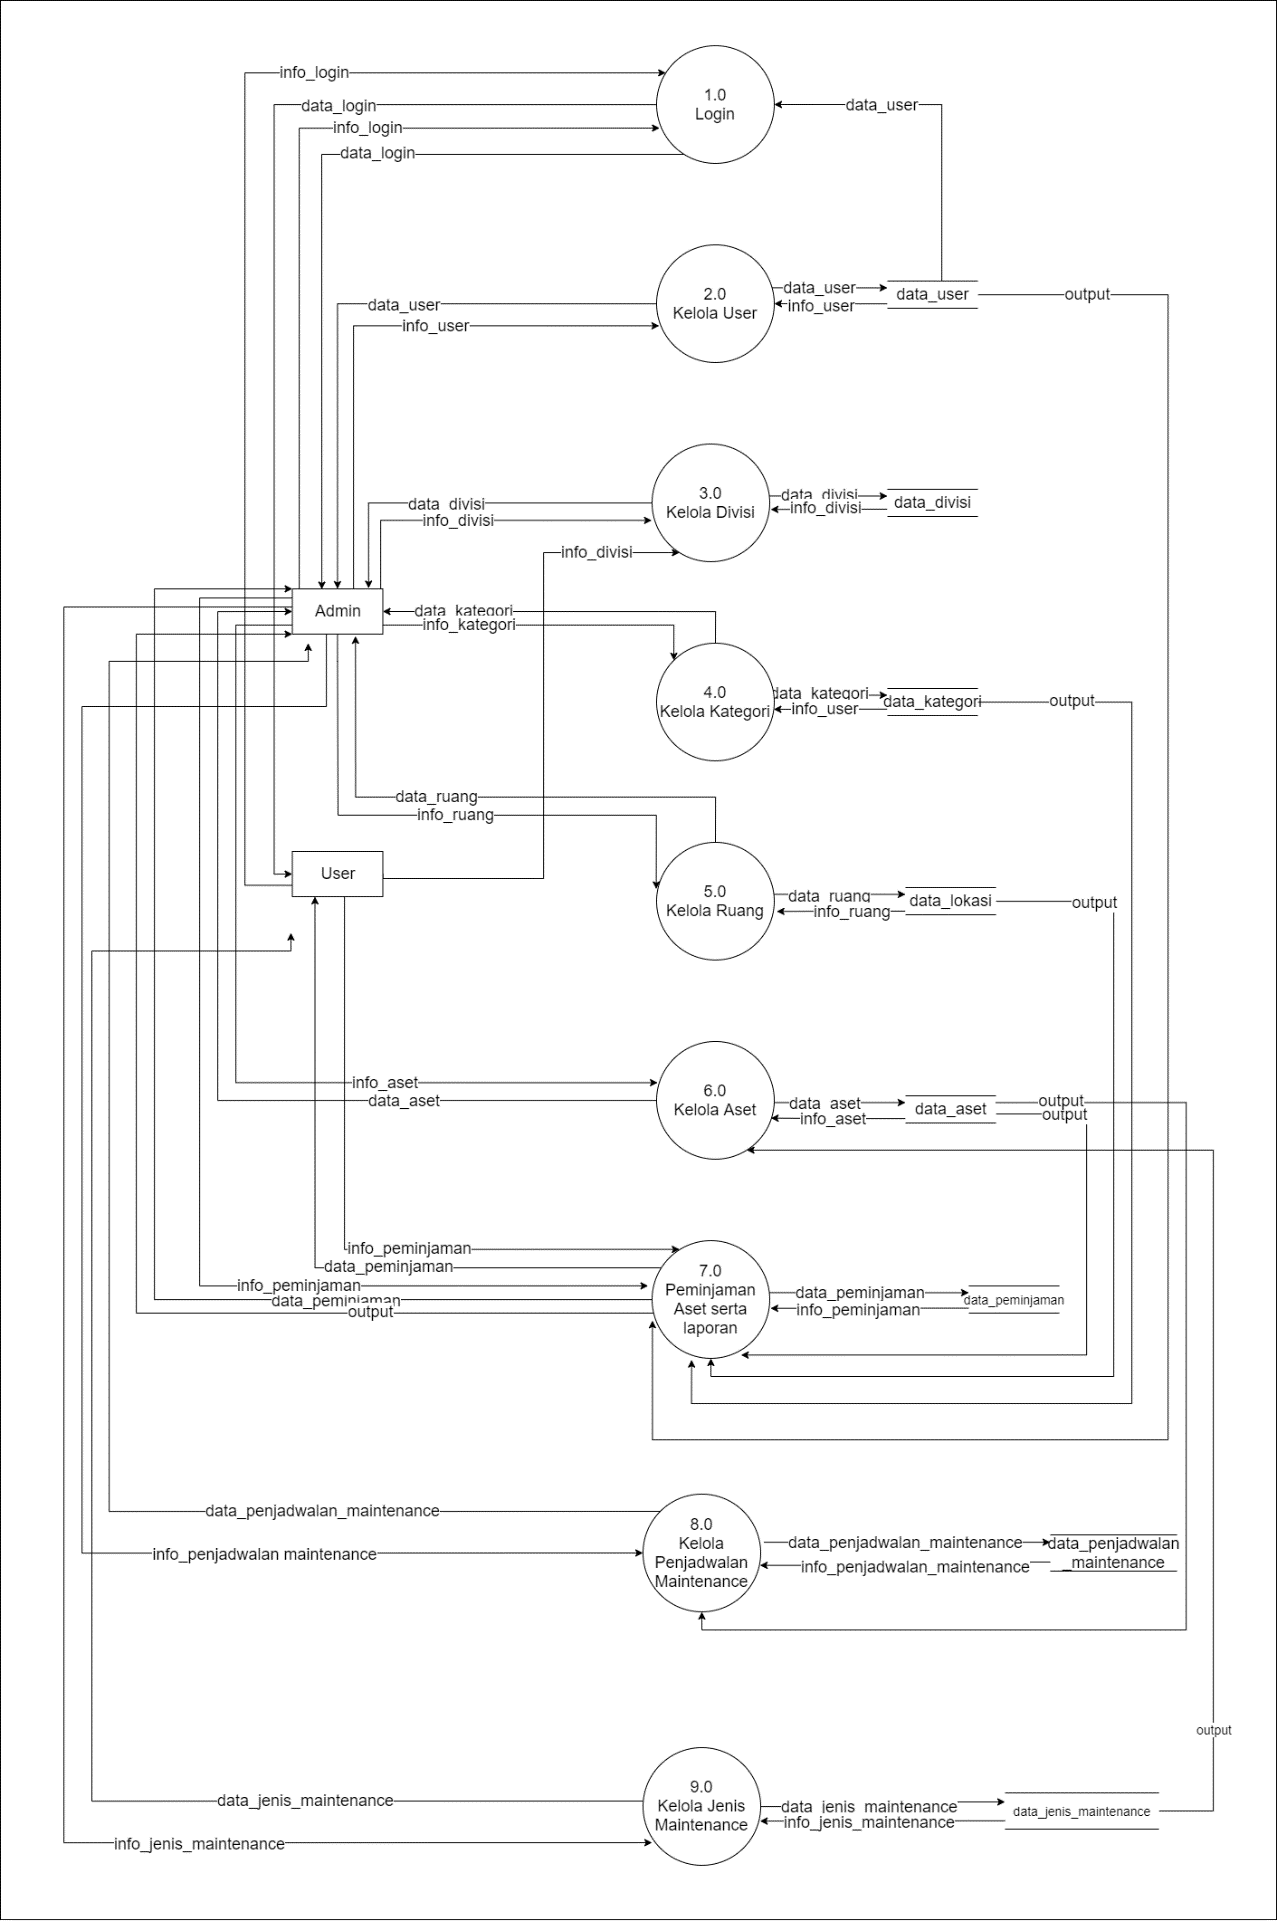 info_login
data_login
info_login
data_login
1.0
Login
data_user
data_user
info_user
2.0
Kelola User
data_user
info_user
data_user
output
data_divisi
info_divisi
info_divisi
3.0
Kelola Divisi
data_divisi
info_divisi
data_divisi
Admin
data_kategori
info_kategori
4.0
Kelola Kategori
data_kategori
info_user
data_kategori
output
data_ruang
info_ruang
User
5.0
Kelola Ruang
data_ruang
info_ruang
data_lokasi
output
info_aset
data_aset
6.0
Kelola Aset
data_aset
info_aset
data_aset
output
output
info_peminjaman
data_peminjaman
info_peminjaman
data_peminjaman
output
7.0
Peminjaman
Aset serta
laporan
data_peminjaman
info_peminjaman
data_peminjaman
data_penjadwalan_maintenance
info_penjadwalan maintenance
8.0
Kelola
Penjadwalan
Maintenance
data_penjadwalan_maintenance
info_penjadwalan_maintenance
data_penjadwalan
_maintenance
output
data_jenis_maintenance
info_jenis_maintenance
9.0
Kelola Jenis
Maintenance
data_jenis_maintenance
info_jenis_maintenance
data_jenis_maintenance